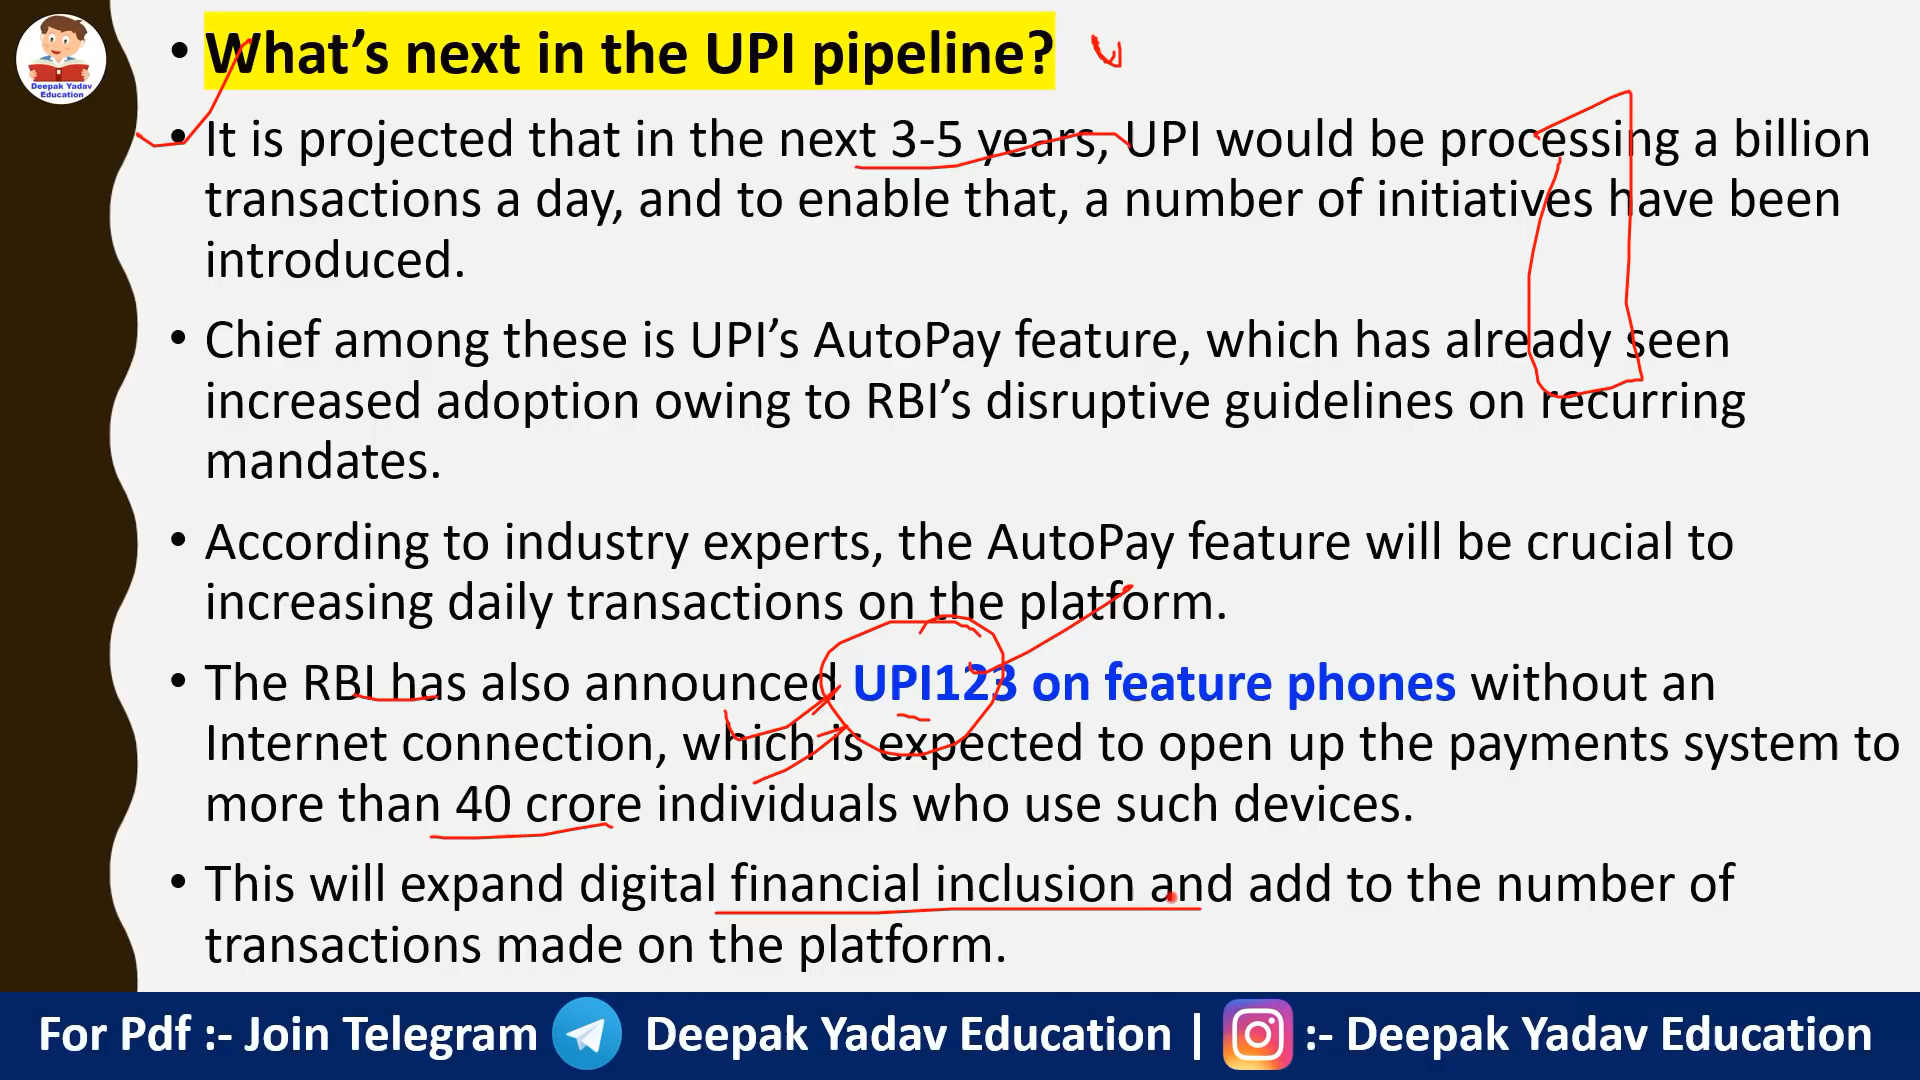 Deepak Yadav
Education
• What’s next in the UPI pipeline?
• It is projected that in the next 3-5 years, UPI would be processing a billion
transactions a day, and to enable that, a number of initiatives have been
introduced.
• Chief among these is UPI’s AutoPay feature, which has already seen
increased adoption owing to RBI’s disruptive guidelines on recurring
mandates.
• According to industry experts, the AutoPay feature will be crucial to
increasing daily transactions on the platform.
• The RBI has also announced UPI123 on feature phones without an
Internet connection, which is expected to open up the payments system to
more than 40 crore individuals who use such devices.
• This will expand digital financial inclusion and add to the number of
transactions made on the platform.
For Pdf :- Join Telegram Deepak Yadav Education | :- Deepak Yadav Education